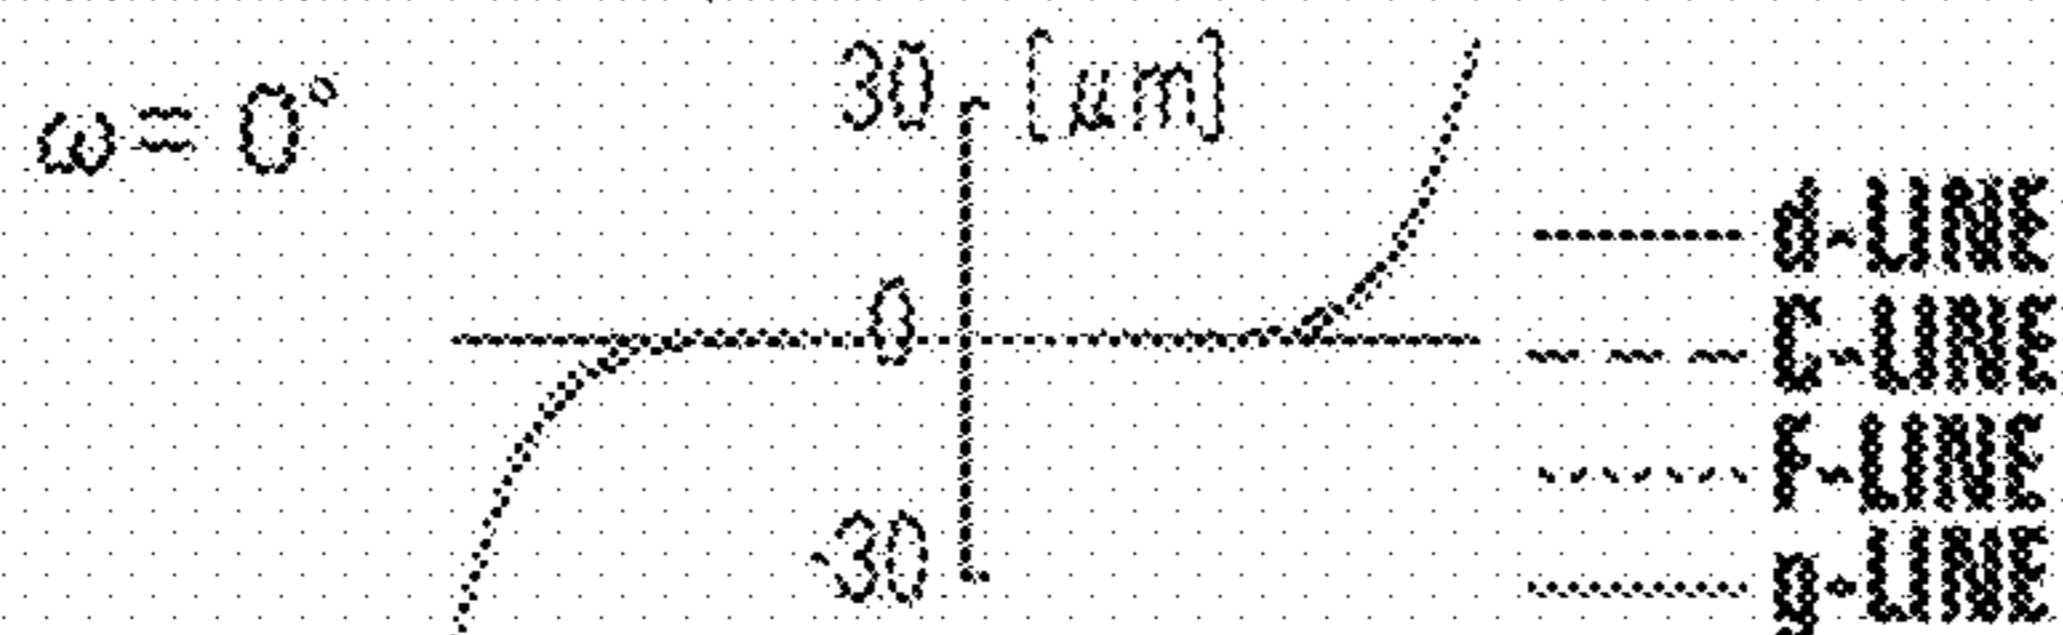 ω= 0°
30 [μm]
0
-30
d-LINE
C-LINE
F-LINE
g-LINE